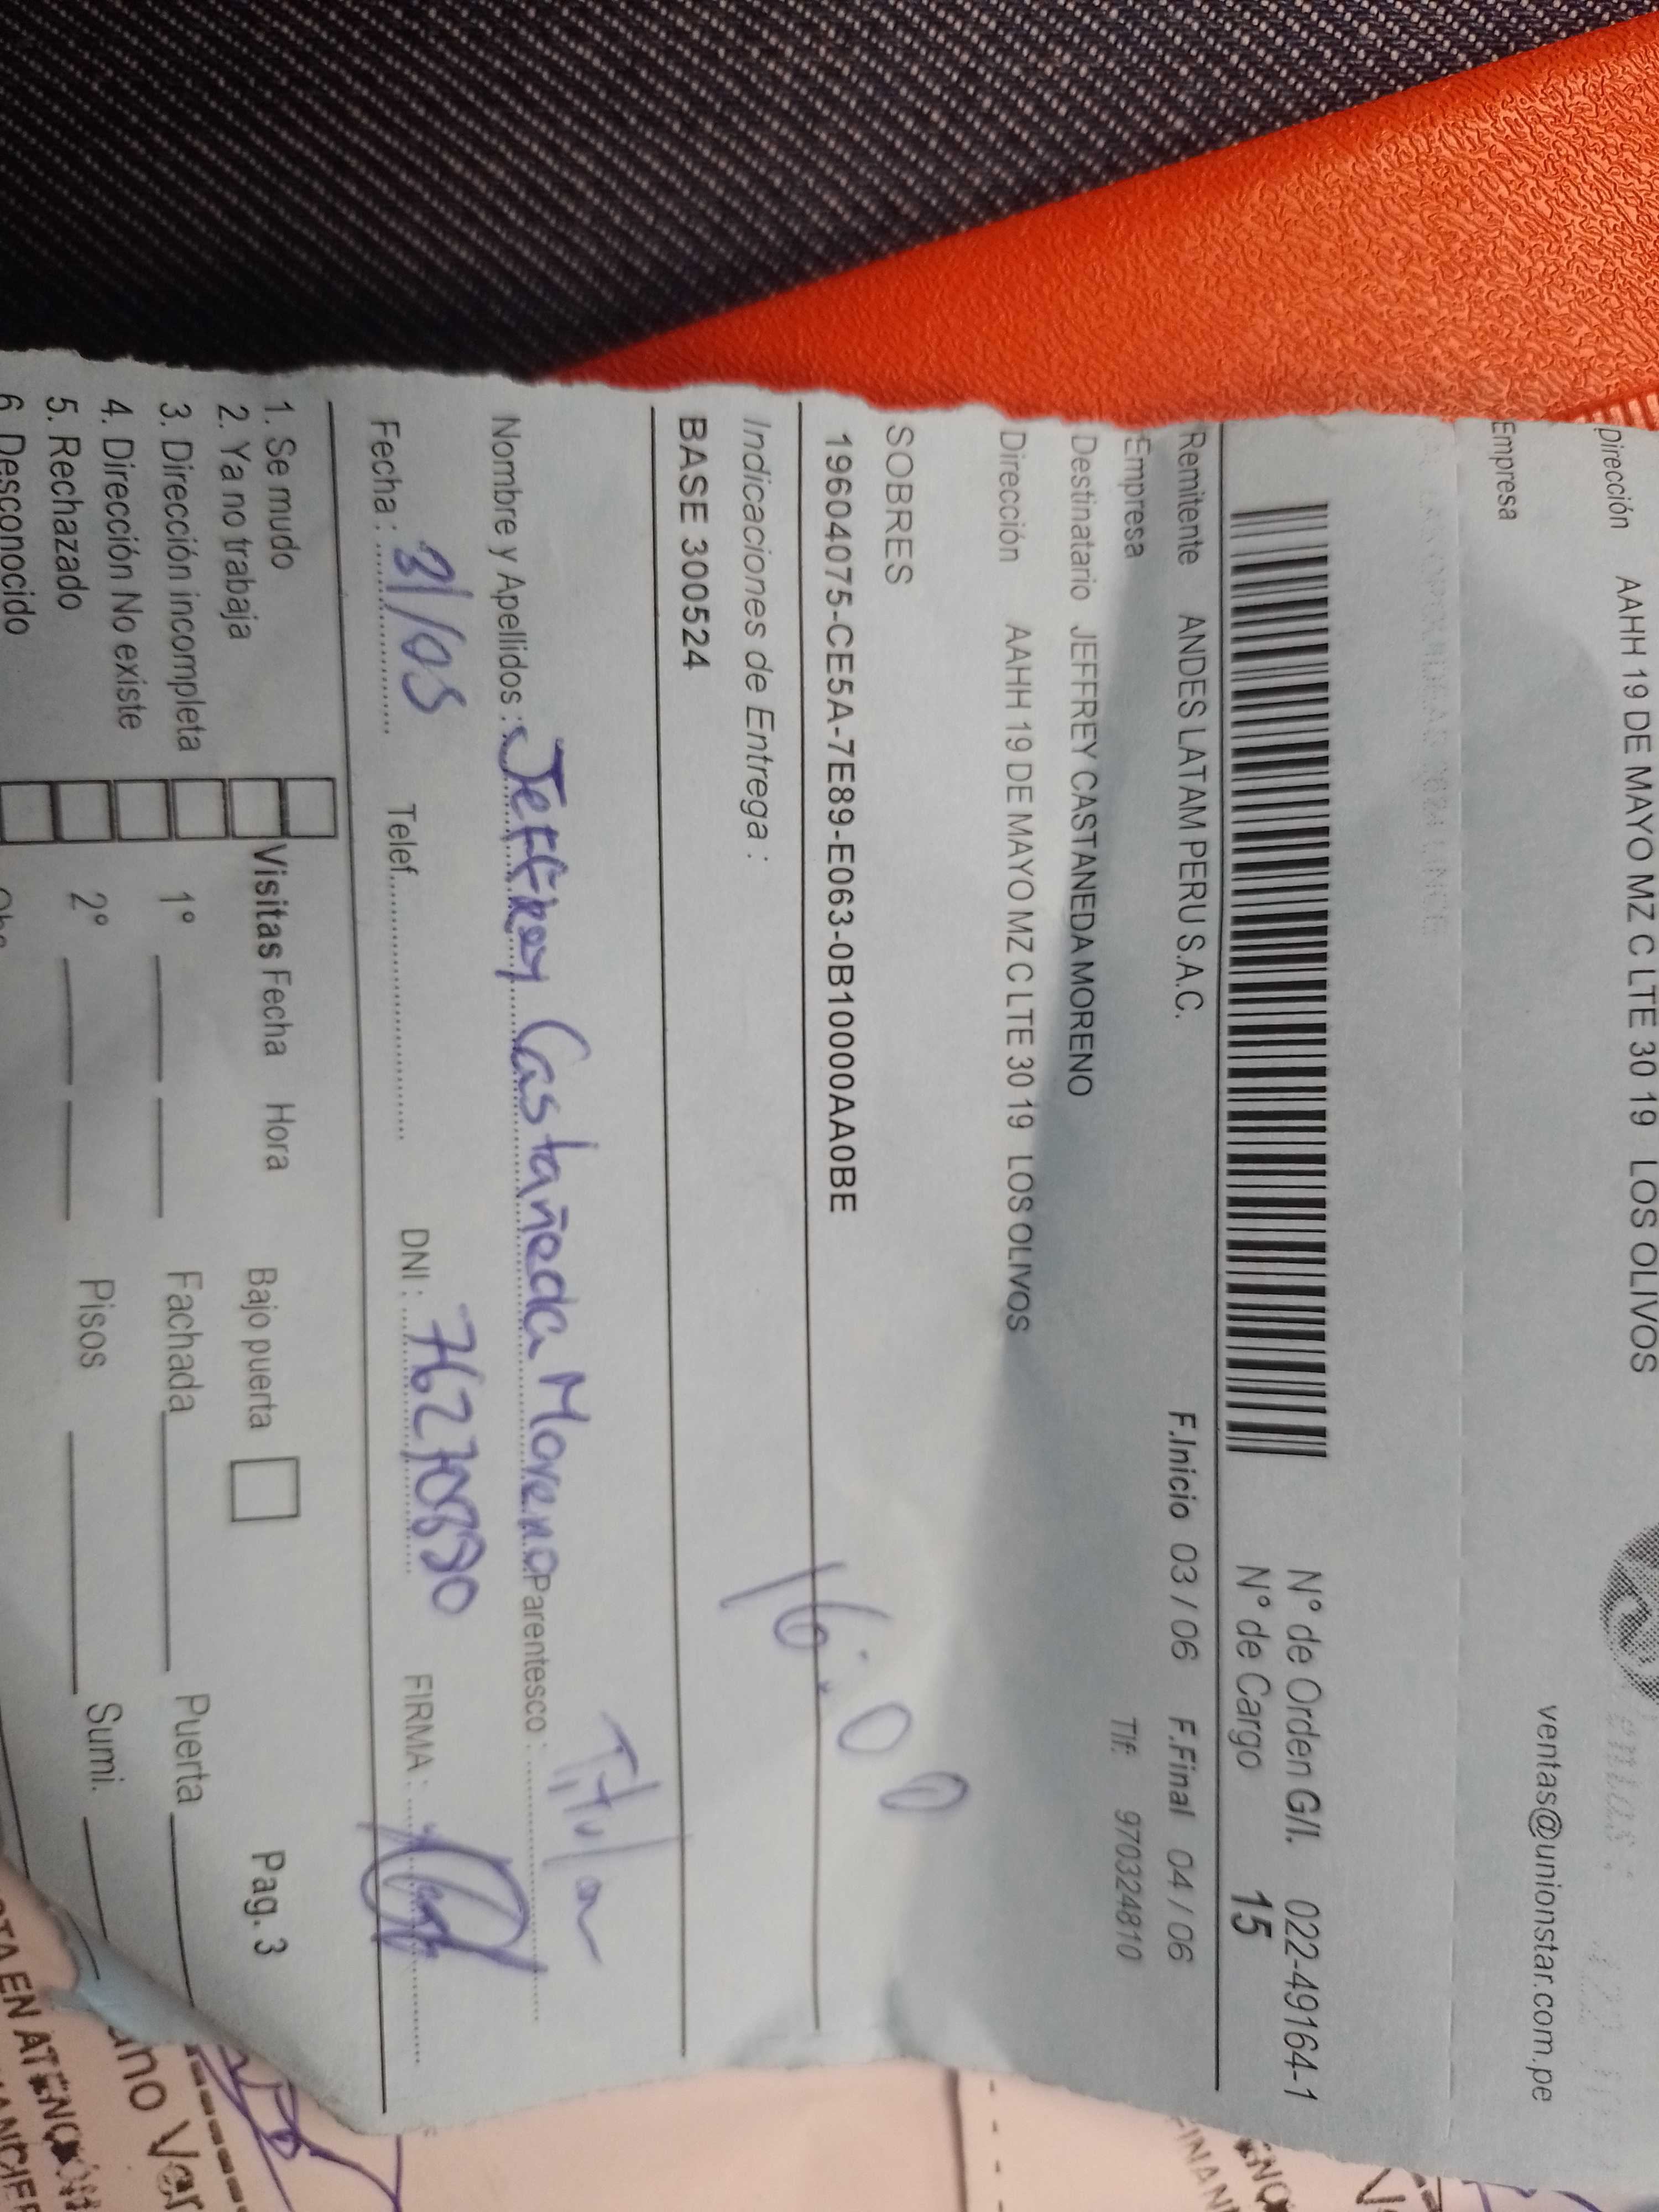 Dirección AAHH 19 DE MAYO MZ C LTE 30 19 LOS OLIVOS
ventas@unionstar.com.pe
Empresa
N° de Orden G/I. 022-49164-1
N° de Cargo 15
Remitente ANDES LATAM PERU S.A.C. F.Inicio 03 / 06 F.Final 04 / 06
Empresa Tlf: 970324810
Destinatario JEFFREY CASTANEDA MORENO
Dirección AAHH 19 DE MAYO MZ C LTE 30 19 LOS OLIVOS
SOBRES
19604075-CE5A-7E89-E063-0B10000AA0BE
16:00
Indicaciones de Entrega :
BASE 300524
Nombre y Apellidos : Jeffrey Castañeda Moreno Parentesco : Titular
Fecha : 31/05 Telef. DNI : 76270890 FIRMA :
1. Se mudo
2. Ya no trabaja
3. Dirección incompleta
4. Dirección No existe
5. Rechazado
6 Desconocido
Visitas Fecha Hora Bajo puerta Pag. 3
1° Fachada Puerta
2° Pisos Sumi.